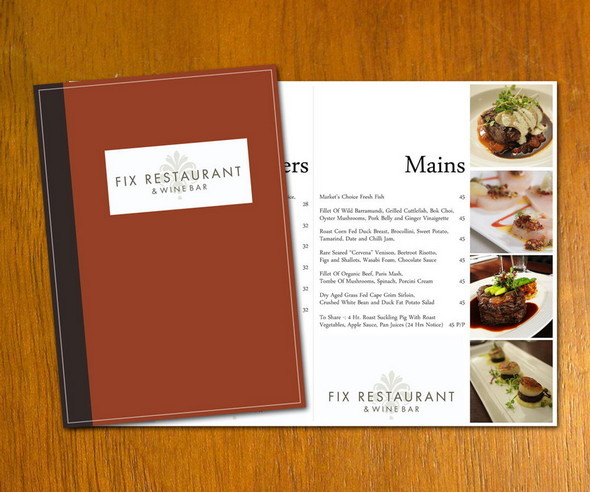 FIX RESTAURANT
& WINE BAR
ers
28
32
32
32
32
32
Mains
Market's Choice Fresh Fish 45
Fillet Of Wild Barramundi, Grilled Cuttlefish, Bok Choi,
Oyster Mushrooms, Pork Belly and Ginger Vinaigrette 45
Roast Corn Fed Duck Breast, Brocollini, Sweet Potato,
Tamarind, Date and Chilli Jam, 45
Rare Seared "Cervena" Venison, Beetroot Risotto,
Figs and Shallots, Wasabi Foam, Chocolate Sauce 45
Fillet Of Organic Beef, Paris Mash,
Tombe Of Mushrooms, Spinach, Porcini Cream 45
Dry Aged Grass Fed Cape Grim Sirloin,
Crushed White Bean and Duck Fat Potato Salad 45
To Share - 4 Hr. Roast Suckling Pig With Roast
Vegetables, Apple Sauce, Pan Juices (24 Hrs Notice) 45 P/P
FIX RESTAURANT
& WINE BAR